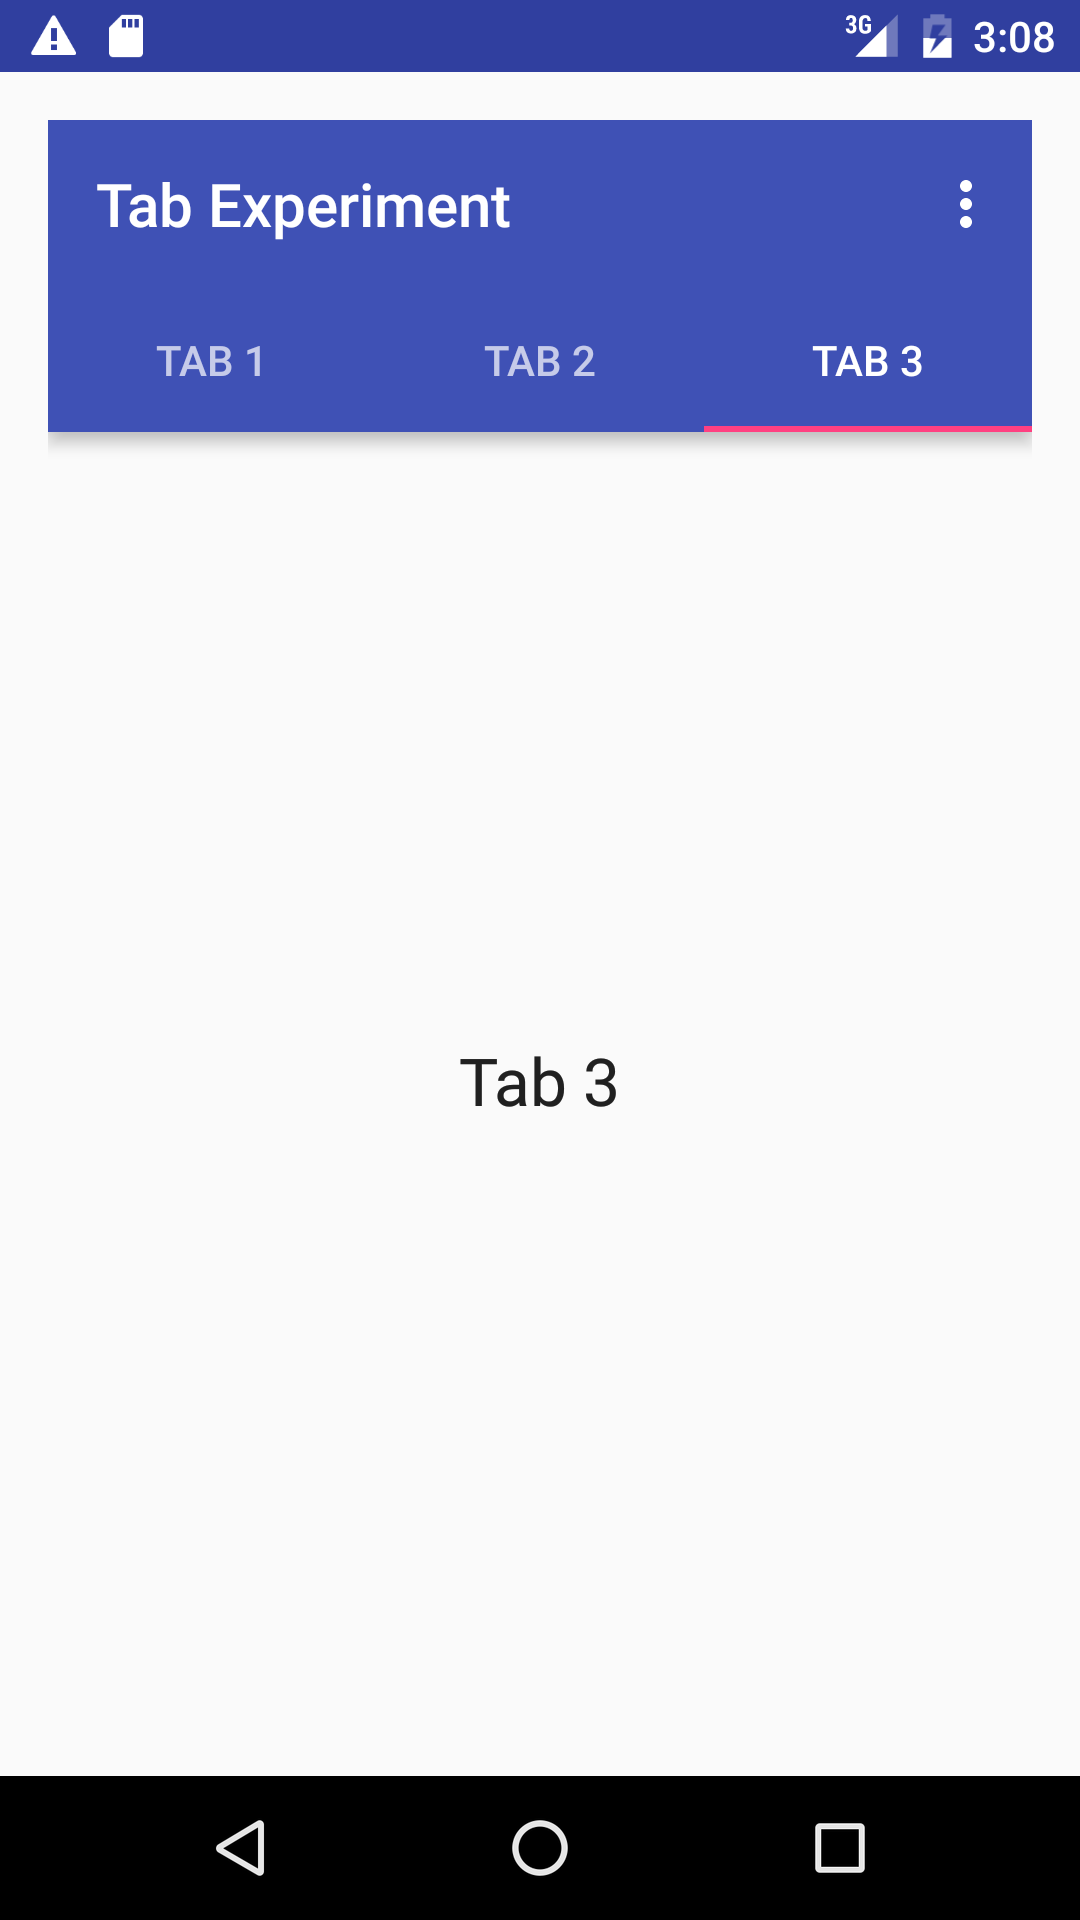 3G 3:08
Tab Experiment
TAB 1 TAB 2 TAB 3
Tab 3